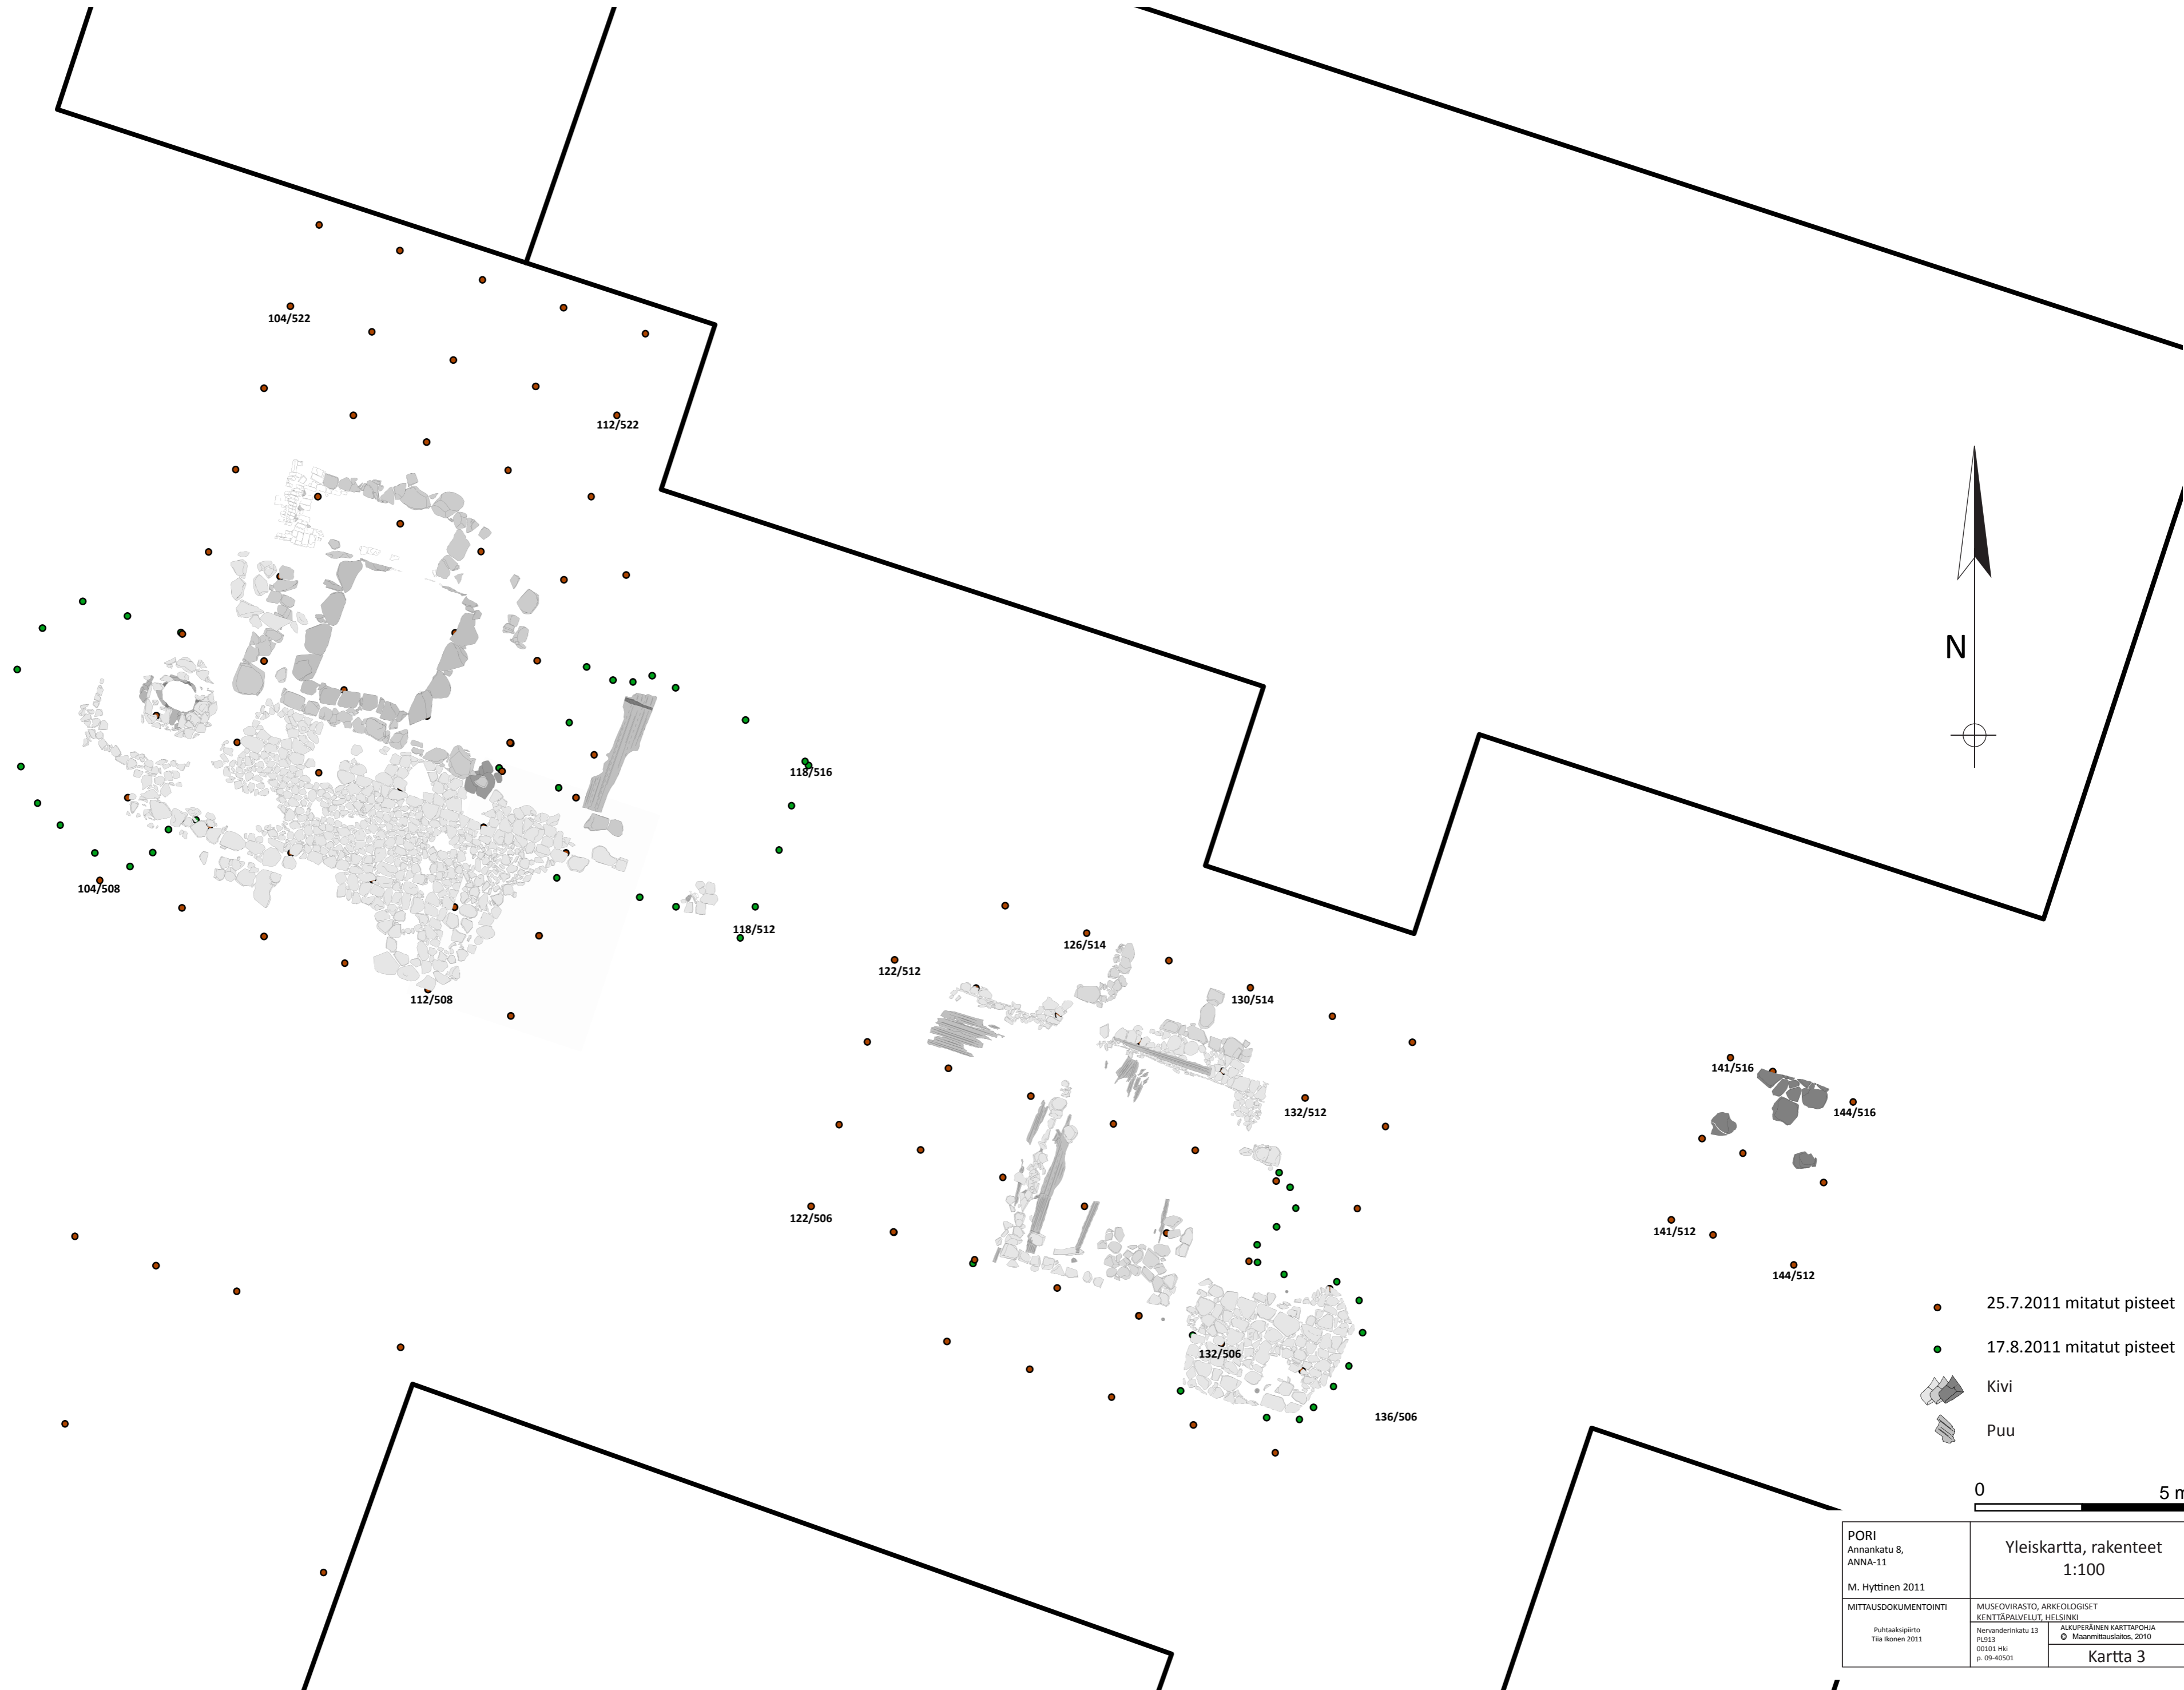 104/522
112/522
N
118/516
104/508
118/512
126/514
122/512
112/508
130/514
141/516
132/512
144/516
122/506
141/512
144/512
25.7.2011 mitatut pisteet
17.8.2011 mitatut pisteet
132/506
Kivi
136/506
Puu
0 5 m
PORI
Annankatu 8,
ANNA-11
M. Hyttinen 2011
Yleiskartta, rakenteet
1:100
MITTAUSDOKUMENTOINTI
Puhtaaksipiirto
Tiia Ikonen 2011
MUSEOVIRASTO, ARKEOLOGISET
KENTTÄPALVELUT, HELSINKI
Nervanderinkatu 13
PL913
00101 Hki
p. 09-40501
ALKUPERÄINEN KARTTAPOHJA
© Maanmittauslaitos, 2010
Kartta 3